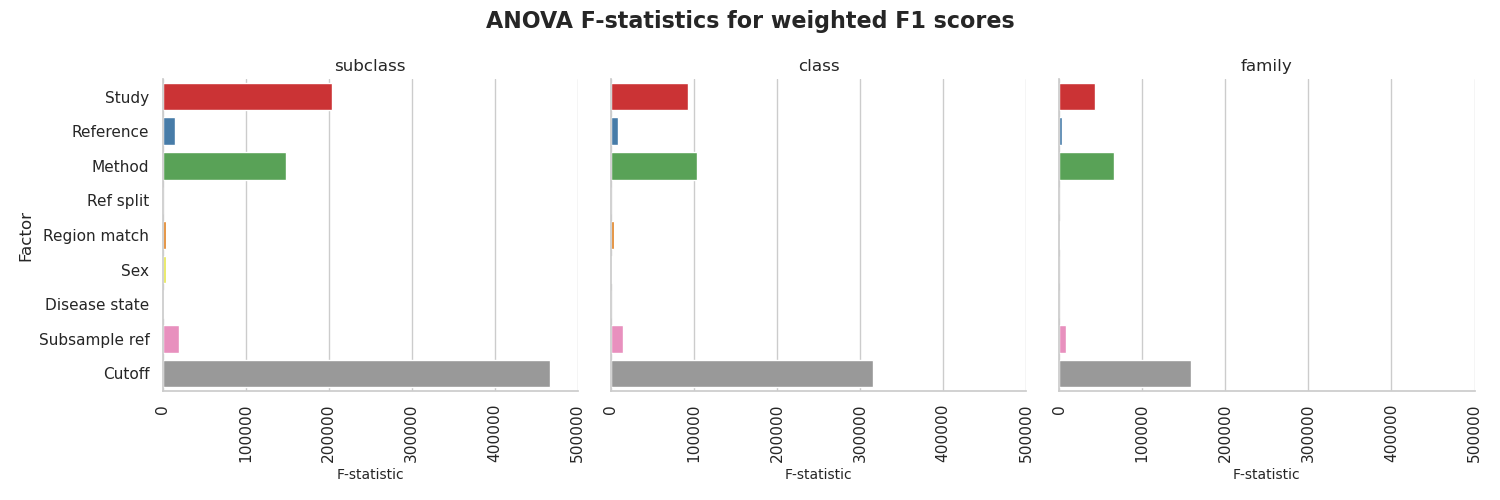 ANOVA F-statistics for weighted F1 scores
subclass
class
family
Factor
Study
Reference
Method
Ref split
Region match
Sex
Disease state
Subsample ref
Cutoff
0 100000 200000 300000 400000 500000
0 100000 200000 300000 400000 500000
0 100000 200000 300000 400000 500000
F-statistic
F-statistic
F-statistic